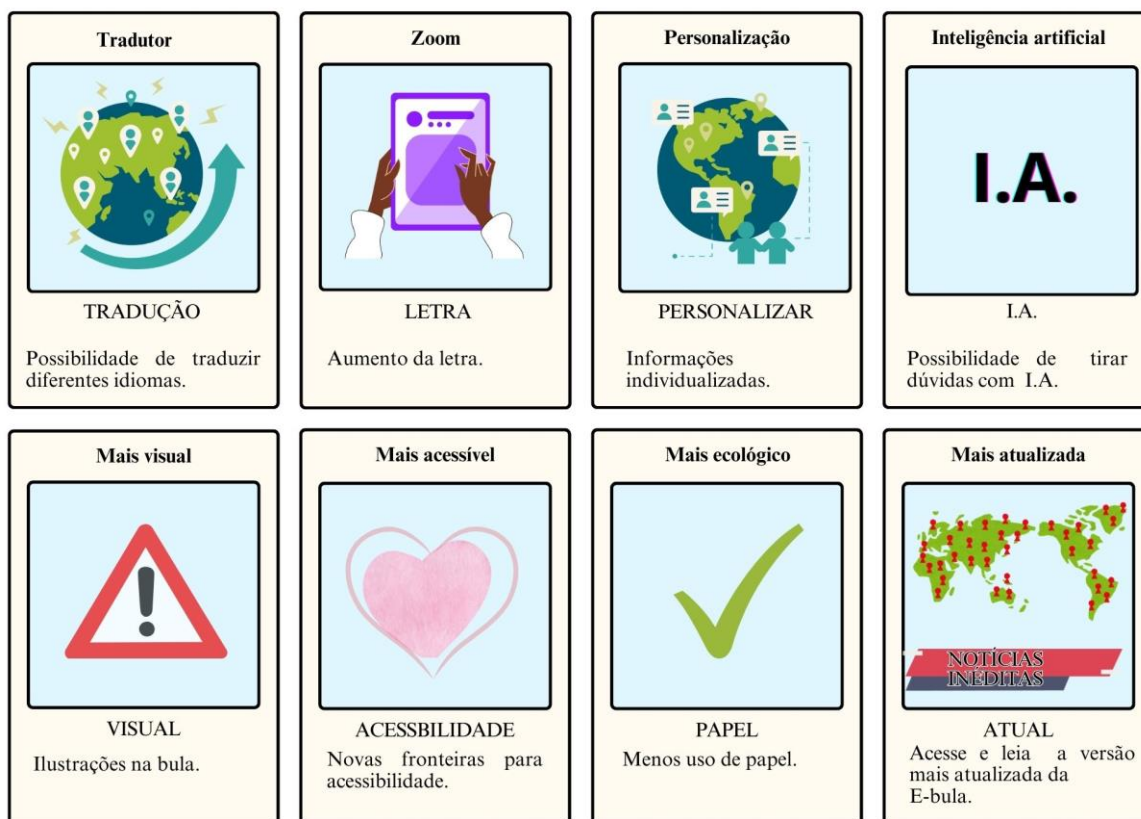 Tradutor
TRADUÇÃO
Possibilidade de traduzir
diferentes idiomas.
Zoom
LETRA
Aumento da letra.
Personalização
PERSONALIZAR
Informações
individualizadas.
Inteligência artificial
I.A.
I.A.
Possibilidade de tirar
dúvidas com I.A.
Mais visual
VISUAL
Ilustrações na bula.
Mais acessível
ACESSBILIDADE
Novas fronteiras para
acessibilidade.
Mais ecológico
PAPEL
Menos uso de papel.
Mais atualizada
NOTÍCIAS
INÉDITAS
ATUAL
Acesse e leia a versão
mais atualizada da
E-bula.